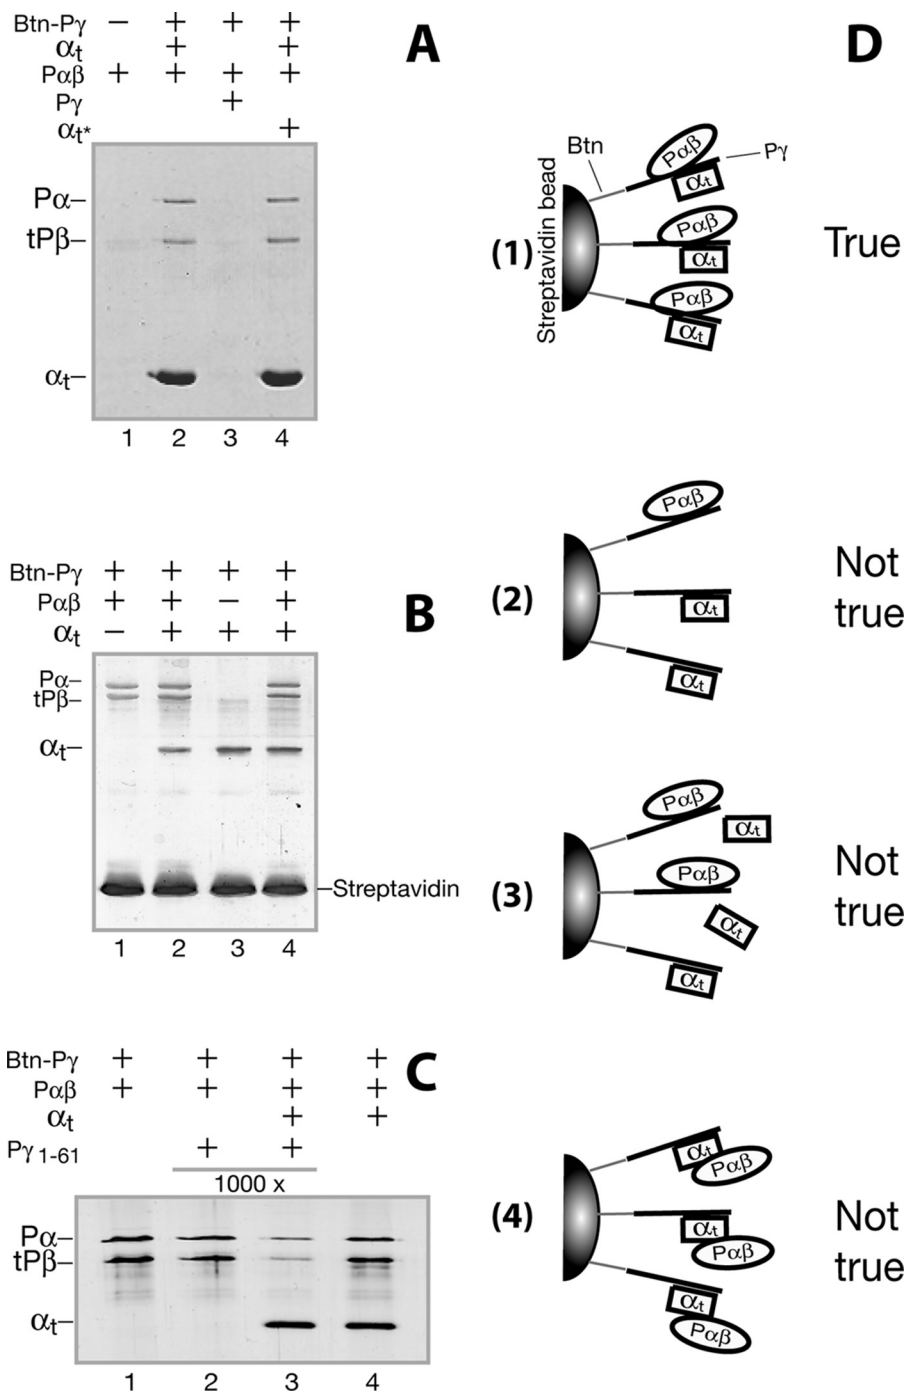 Btn-Pγ − + + +
αt + +
Pαβ + + + +
Pγ +
αt* +
A
Pα
tPβ
αt
1 2 3 4
Btn-Pγ + + + +
Pαβ + + − +
αt − + + +
B
Pα
tPβ
αt
Streptavidin
1 2 3 4
Btn-Pγ + + + +
Pαβ + + + +
αt + +
Pγ 1-61 + +
1000 x
C
Pα
tPβ
αt
1 2 3 4
D
Btn
Streptavidin bead
Pγ
(1)
Pαβ
αt
Pαβ
αt
Pαβ
αt
True
(2)
Pαβ
αt
αt
Not
true
(3)
Pαβ
αt
Pαβ
αt
αt
Not
true
(4)
αt
Pαβ
αt
Pαβ
αt
Pαβ
Not
true